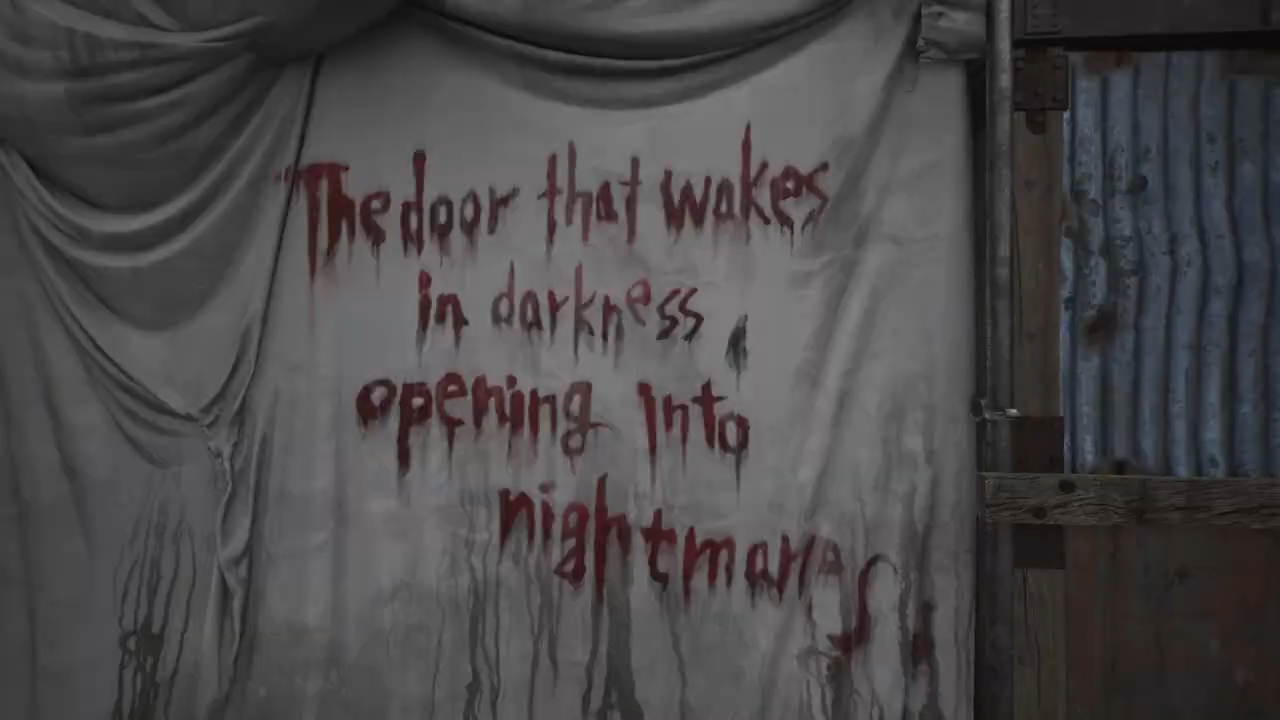 The door that wakes
in darkness,
opening into
nightmares.